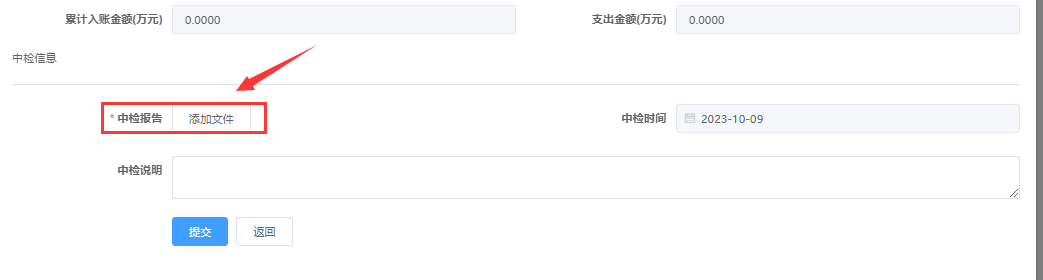 累计入账金额(万元) 0.0000 支出金额(万元) 0.0000
中检信息
* 中检报告 添加文件 中检时间 2023-10-09
中检说明
提交 返回